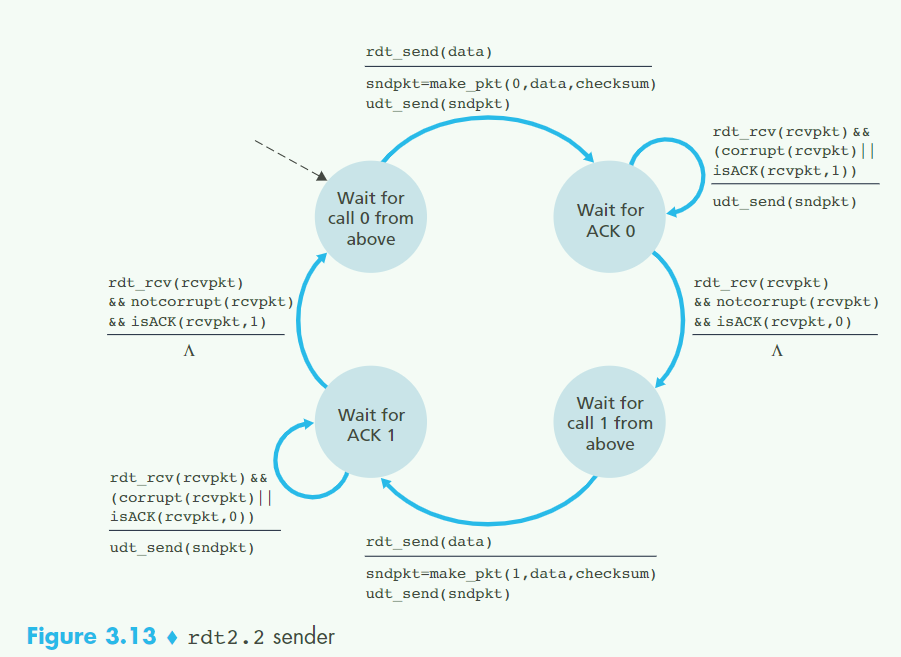 rdt_send(data)
sndpkt=make_pkt(0,data,checksum)
udt_send(sndpkt)
rdt_rcv(rcvpkt)&&
(corrupt(rcvpkt)||
isACK(rcvpkt,1))
udt_send(sndpkt)
Wait for
call 0 from
above
Wait for
ACK 0
rdt_rcv(rcvpkt)
&& notcorrupt(rcvpkt)
&& isACK(rcvpkt,1)
Λ
rdt_rcv(rcvpkt)
&& notcorrupt(rcvpkt)
&& isACK(rcvpkt,0)
Λ
Wait for
ACK 1
Wait for
call 1 from
above
rdt_rcv(rcvpkt)&&
(corrupt(rcvpkt)||
isACK(rcvpkt,0))
udt_send(sndpkt)
rdt_send(data)
sndpkt=make_pkt(1,data,checksum)
udt_send(sndpkt)
Figure 3.13 ♦ rdt2.2 sender